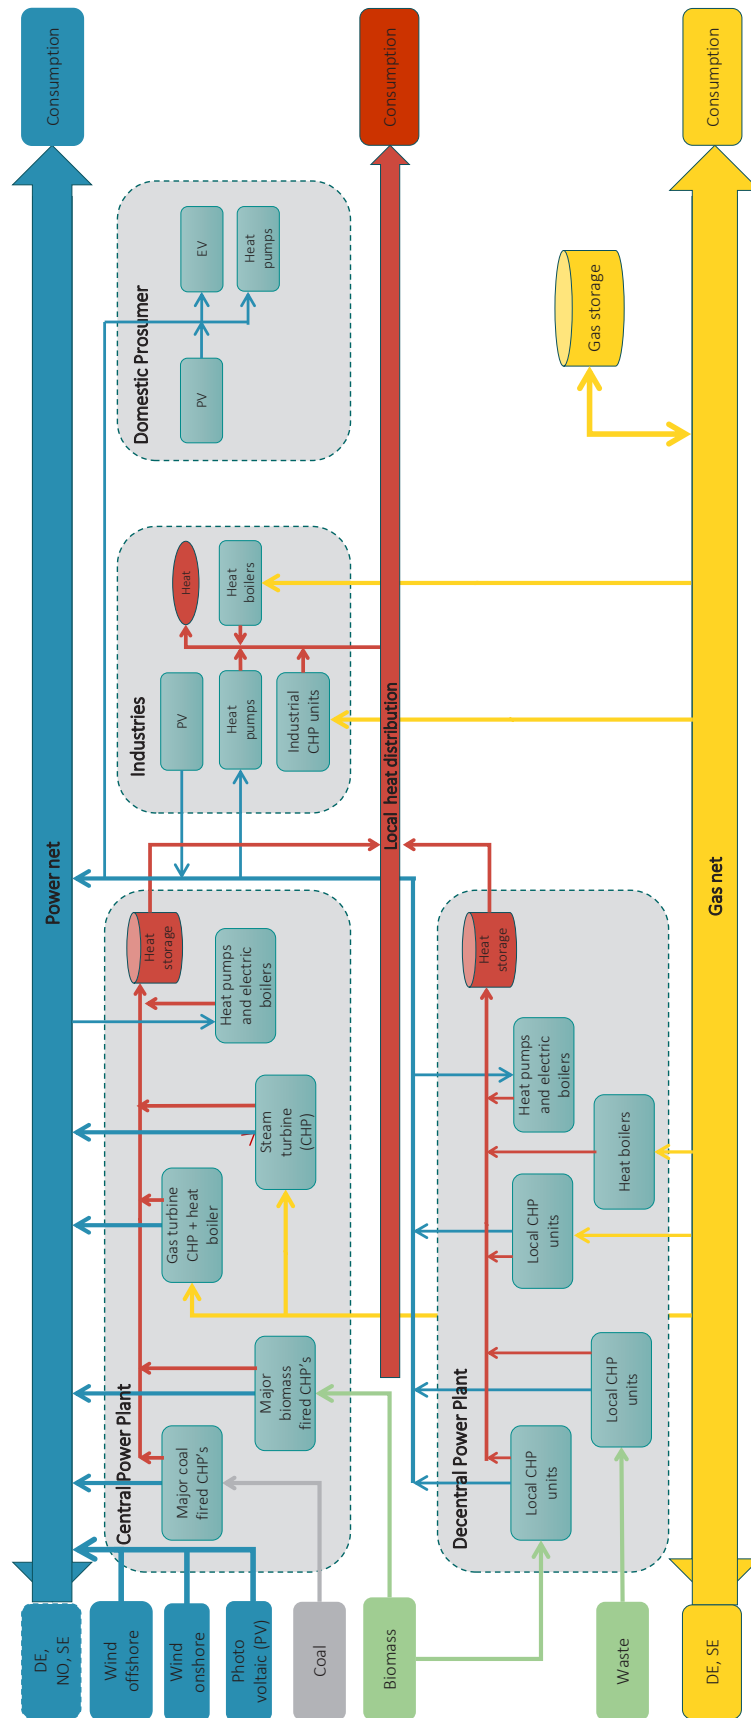 DE,
NO, SE
Power net
Consumption
Wind
offshore
Wind
onshore
Photo
voltaic (PV)
Coal
Biomass
Waste
DE, SE
Central Power Plant
Major coal
fired CHP's
Major
biomass
fired CHP's
Gas turbine
CHP + heat
boiler
Steam
turbine
(CHP)
Heat pumps
and electric
boilers
Heat
storage
Industries
PV
Heat
pumps
Industrial
CHP units
Heat
Heat
boilers
Domestic Prosumer
PV
EV
Heat
pumps
Local heat distribution
Consumption
Decentral Power Plant
Local CHP
units
Local CHP
units
Local CHP
units
Heat boilers
Heat pumps
and electric
boilers
Heat
storage
Gas storage
Gas net
Consumption